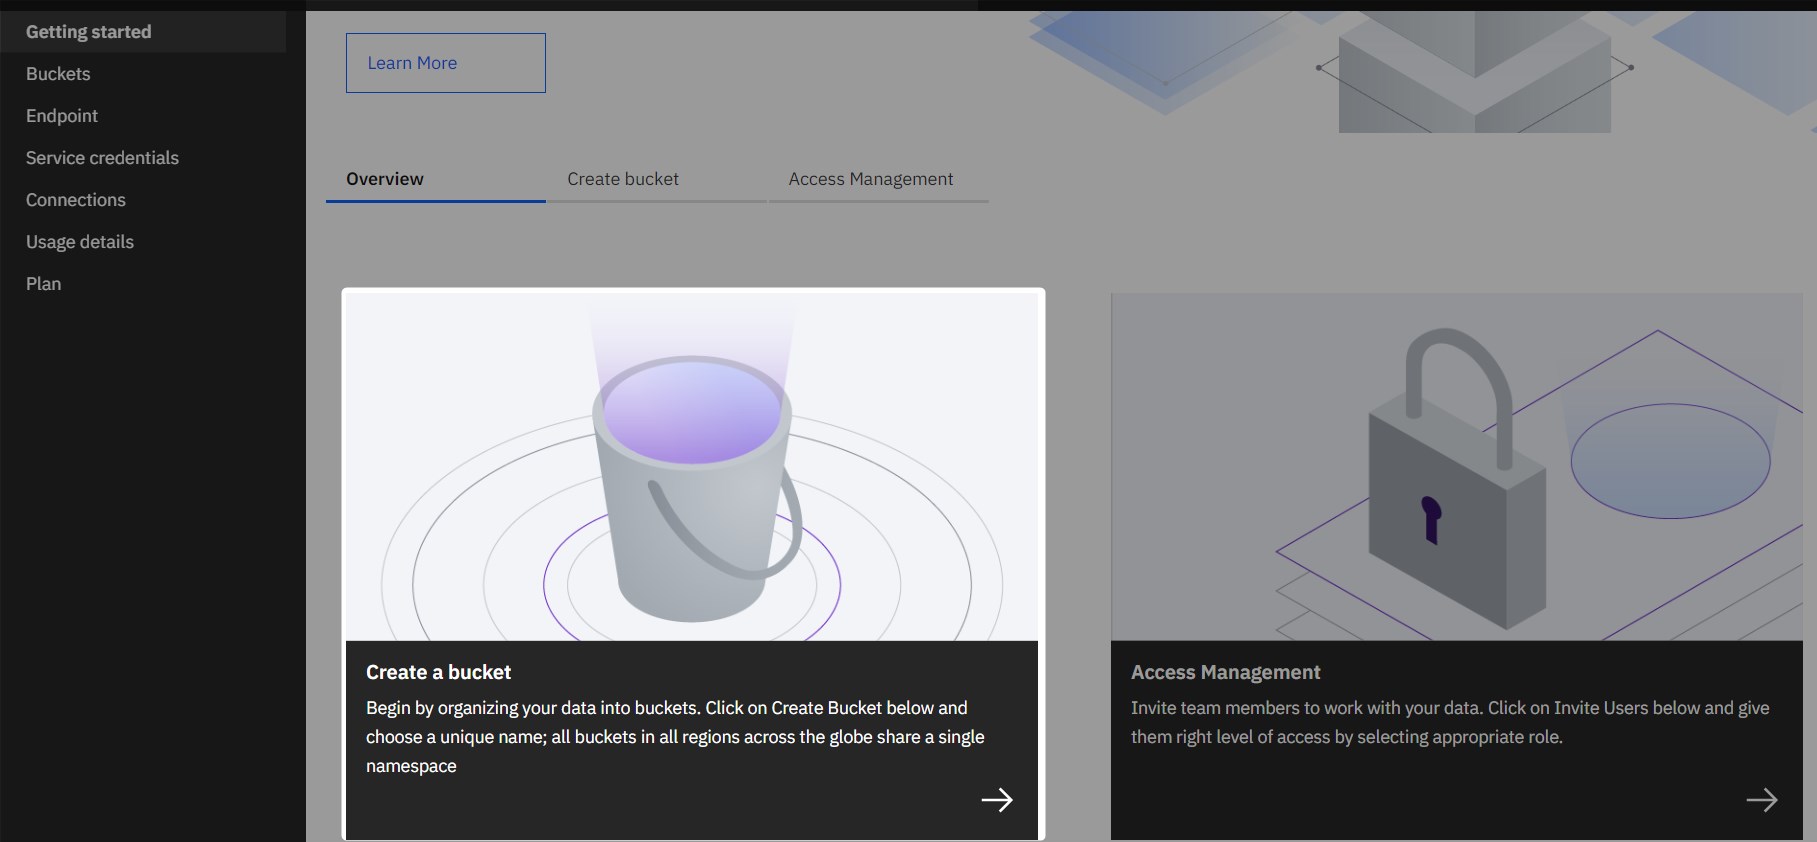 Getting started
Buckets
Endpoint
Service credentials
Connections
Usage details
Plan
Learn More
Overview
Create bucket
Access Management
Create a bucket
Begin by organizing your data into buckets. Click on Create Bucket below and
choose a unique name; all buckets in all regions across the globe share a single
namespace
Access Management
Invite team members to work with your data. Click on Invite Users below and give
them right level of access by selecting appropriate role.